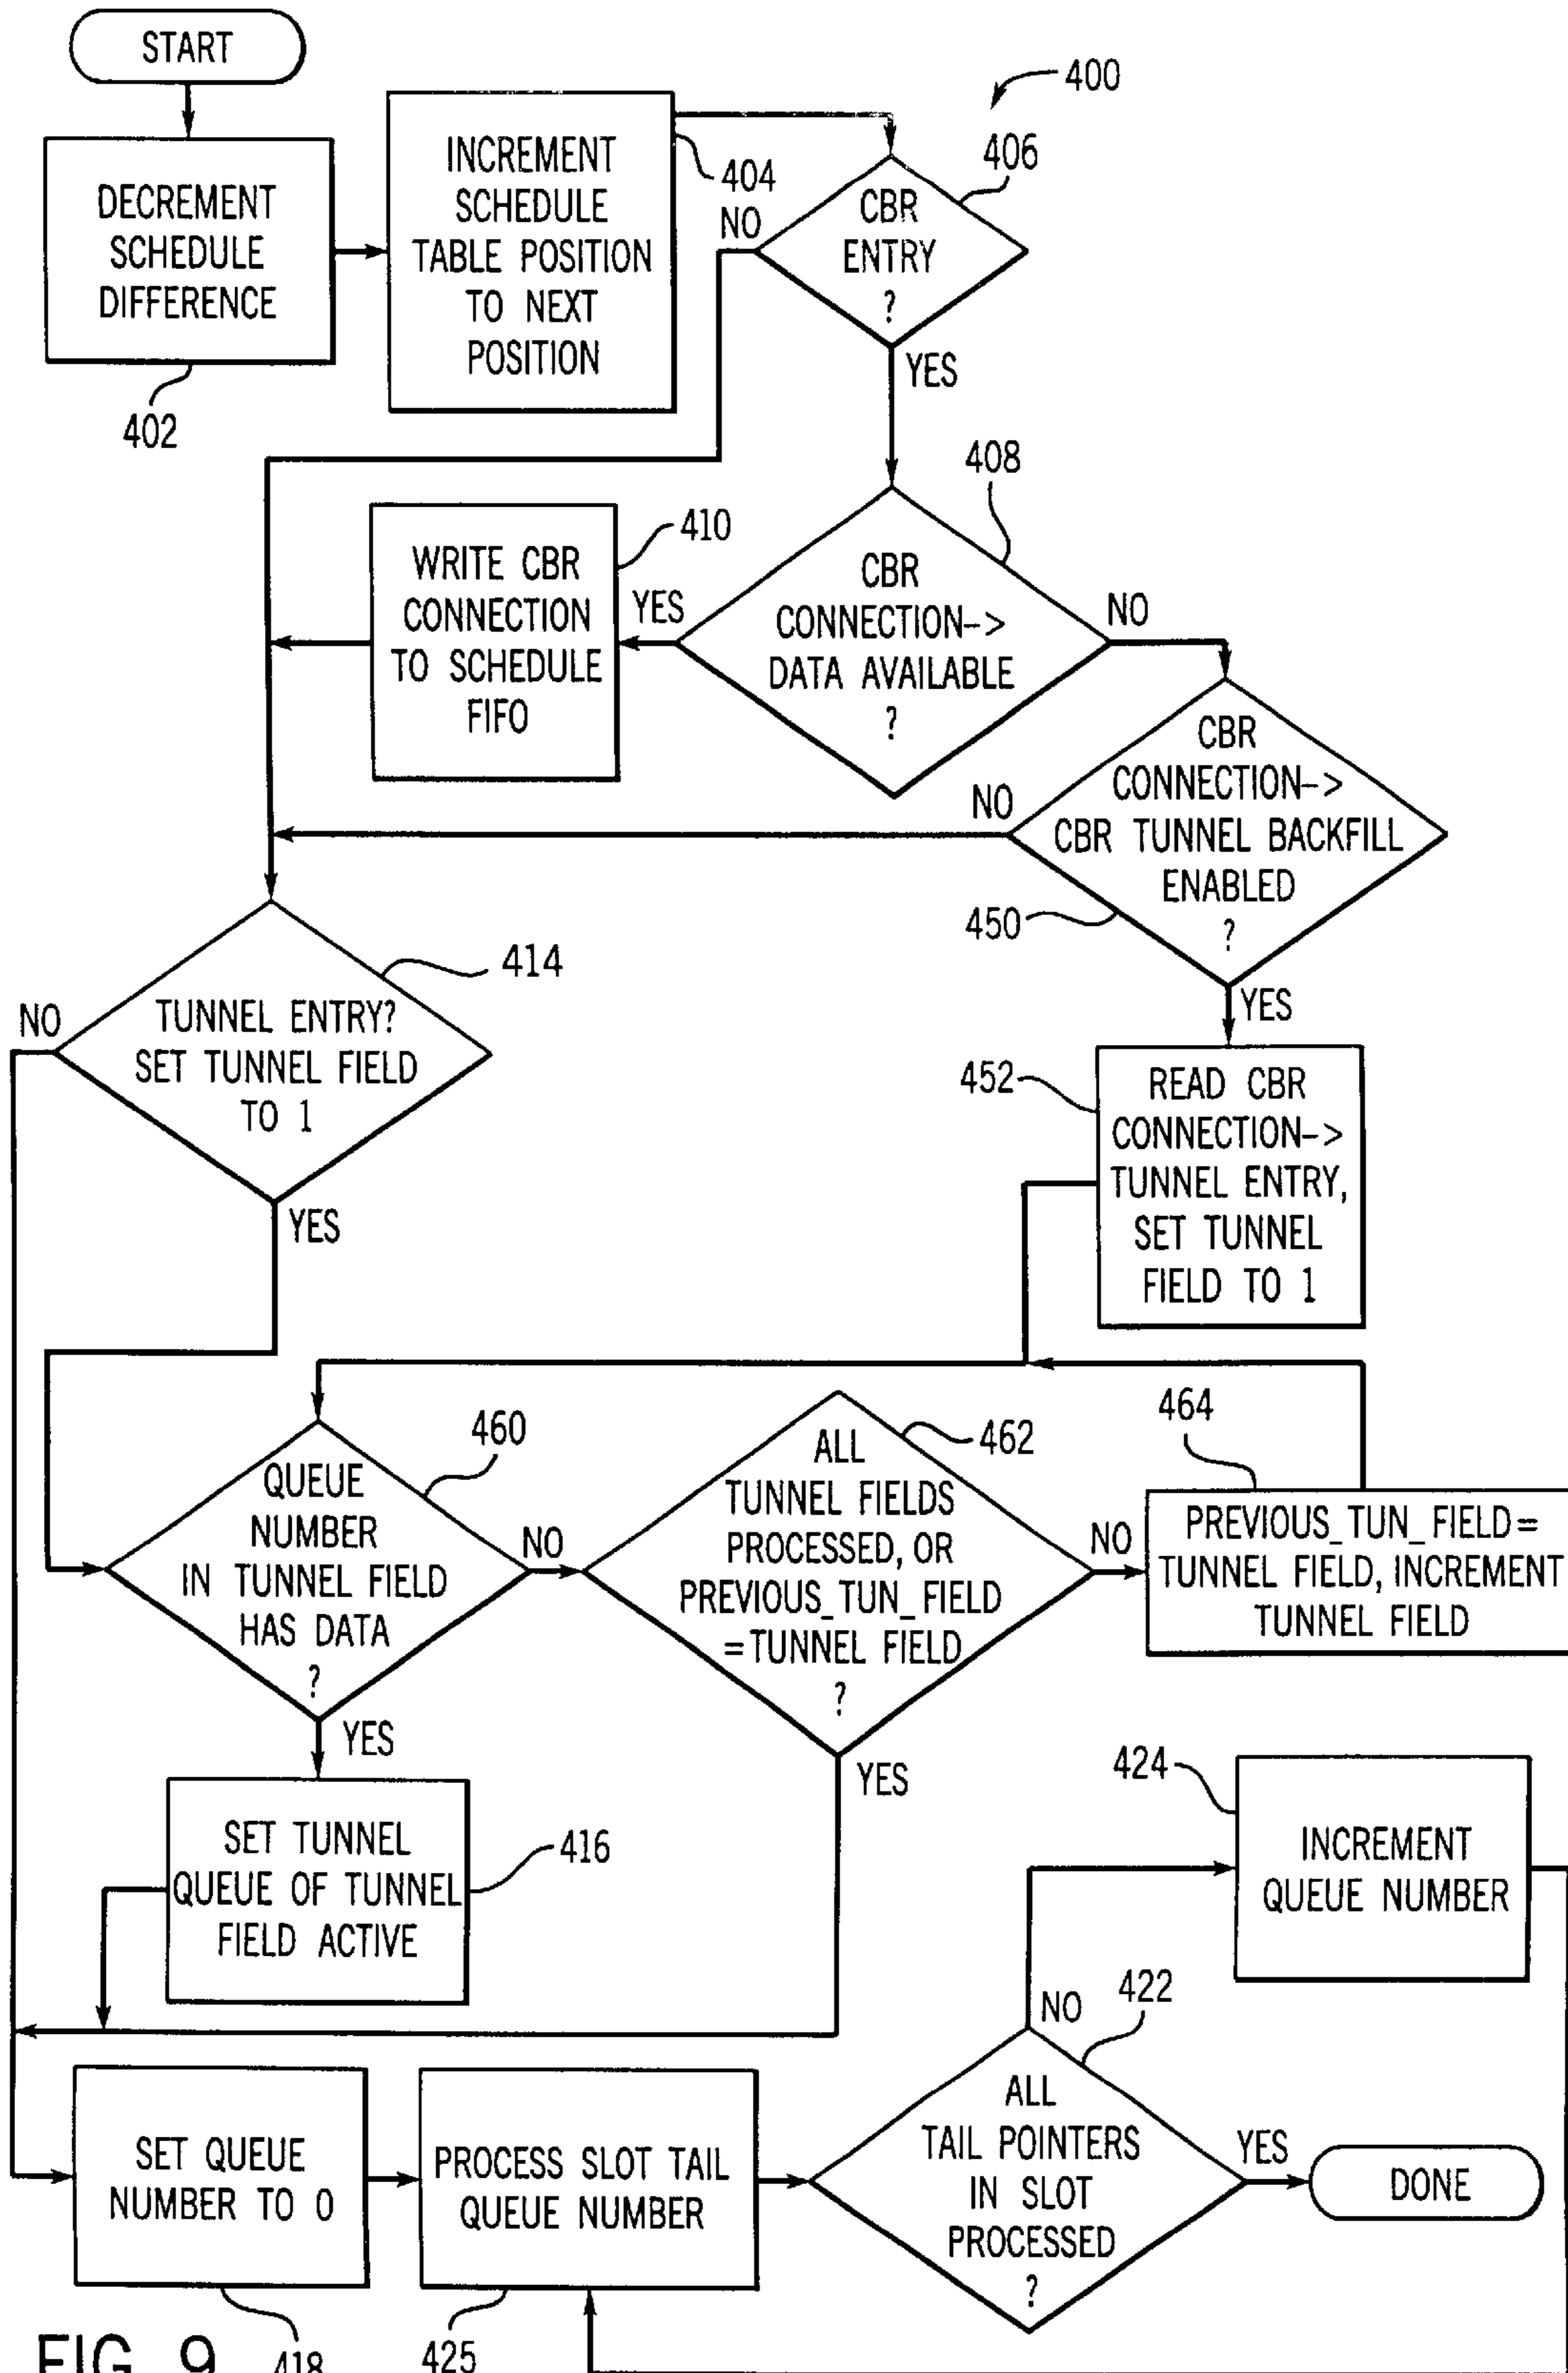 START
400
DECREMENT
SCHEDULE
DIFFERENCE
402
INCREMENT
SCHEDULE
TABLE POSITION
TO NEXT
POSITION
404
406
CBR
ENTRY
?
NO
YES
408
CBR
CONNECTION->
DATA AVAILABLE
?
YES
NO
410
WRITE CBR
CONNECTION
TO SCHEDULE
FIFO
CBR
CONNECTION->
CBR TUNNEL BACKFILL
ENABLED
?
450
NO
YES
414
TUNNEL ENTRY?
SET TUNNEL FIELD
TO 1
NO
YES
452
READ CBR
CONNECTION->
TUNNEL ENTRY,
SET TUNNEL
FIELD TO 1
460
QUEUE
NUMBER
IN TUNNEL FIELD
HAS DATA
?
NO
YES
462
ALL
TUNNEL FIELDS
PROCESSED, OR
PREVIOUS_TUN_FIELD
=TUNNEL FIELD
?
NO
YES
464
PREVIOUS_TUN_FIELD=
TUNNEL FIELD, INCREMENT
TUNNEL FIELD
SET TUNNEL
QUEUE OF TUNNEL
FIELD ACTIVE
416
424
INCREMENT
QUEUE NUMBER
NO
422
SET QUEUE
NUMBER TO 0
418
PROCESS SLOT TAIL
QUEUE NUMBER
425
ALL
TAIL POINTERS
IN SLOT
PROCESSED
?
YES
DONE
FIG. 9